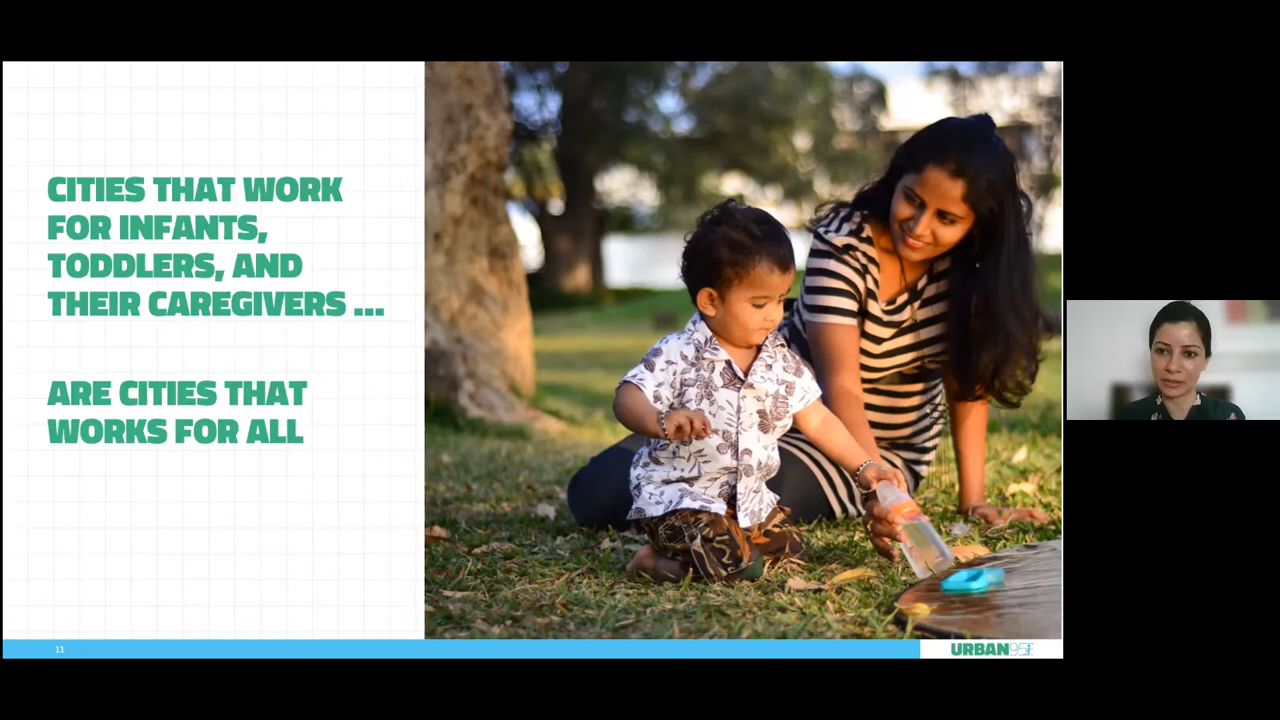 CITIES THAT WORK
FOR INFANTS,
TODDLERS, AND
THEIR CAREGIVERS ...
ARE CITIES THAT
WORKS FOR ALL
11
URBAN95